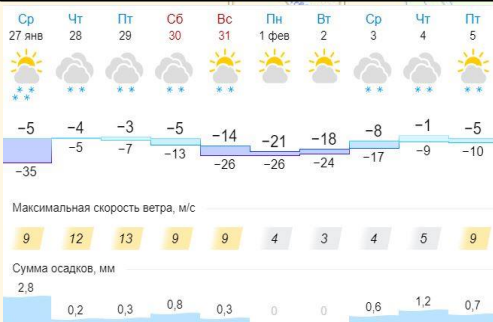 Ср Чт Пт Сб Вс Пн Вт Ср Чт Пт
27 янв 28 29 30 31 1 фев 2 3 4 5
−5 −4 −3 −5 −14 −21 −18 −8 −1 −5
−35 −5 −7 −13 −26 −26 −24 −17 −9 −10
Максимальная скорость ветра, м/с
9 12 13 9 9 4 3 4 5 9
Сумма осадков, мм
2,8 0,2 0,3 0,8 0,3 0 0 0,6 1,2 0,7